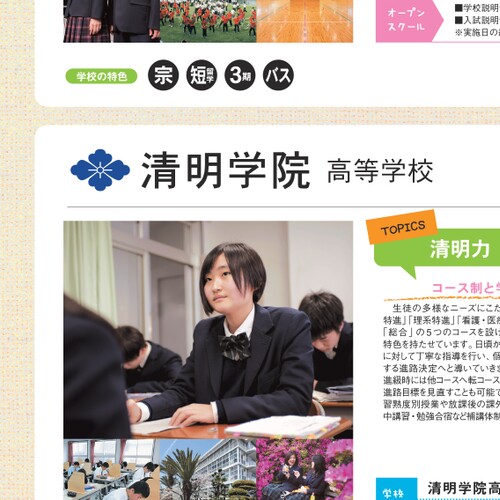 オープン
スクール
■学校説明
■入試説明
※実施日の
学校の特色
宗 短期留学 3期 バス
清明学院 高等学校
TOPICS
清明力
コース制と
生徒の多様なニーズにこた
特進」「理系特進」「看護・医
「総合」の5つのコースを設け
特色を持たせています。日頃か
に対して丁寧な指導を行い、個
する進路決定へと導いていきま
進級時には他コースへ転コース
進路目標を見直すことも可能で
習熟度別授業や放課後の課外
中講習・勉強合宿など補講体制
学校
清明学院高